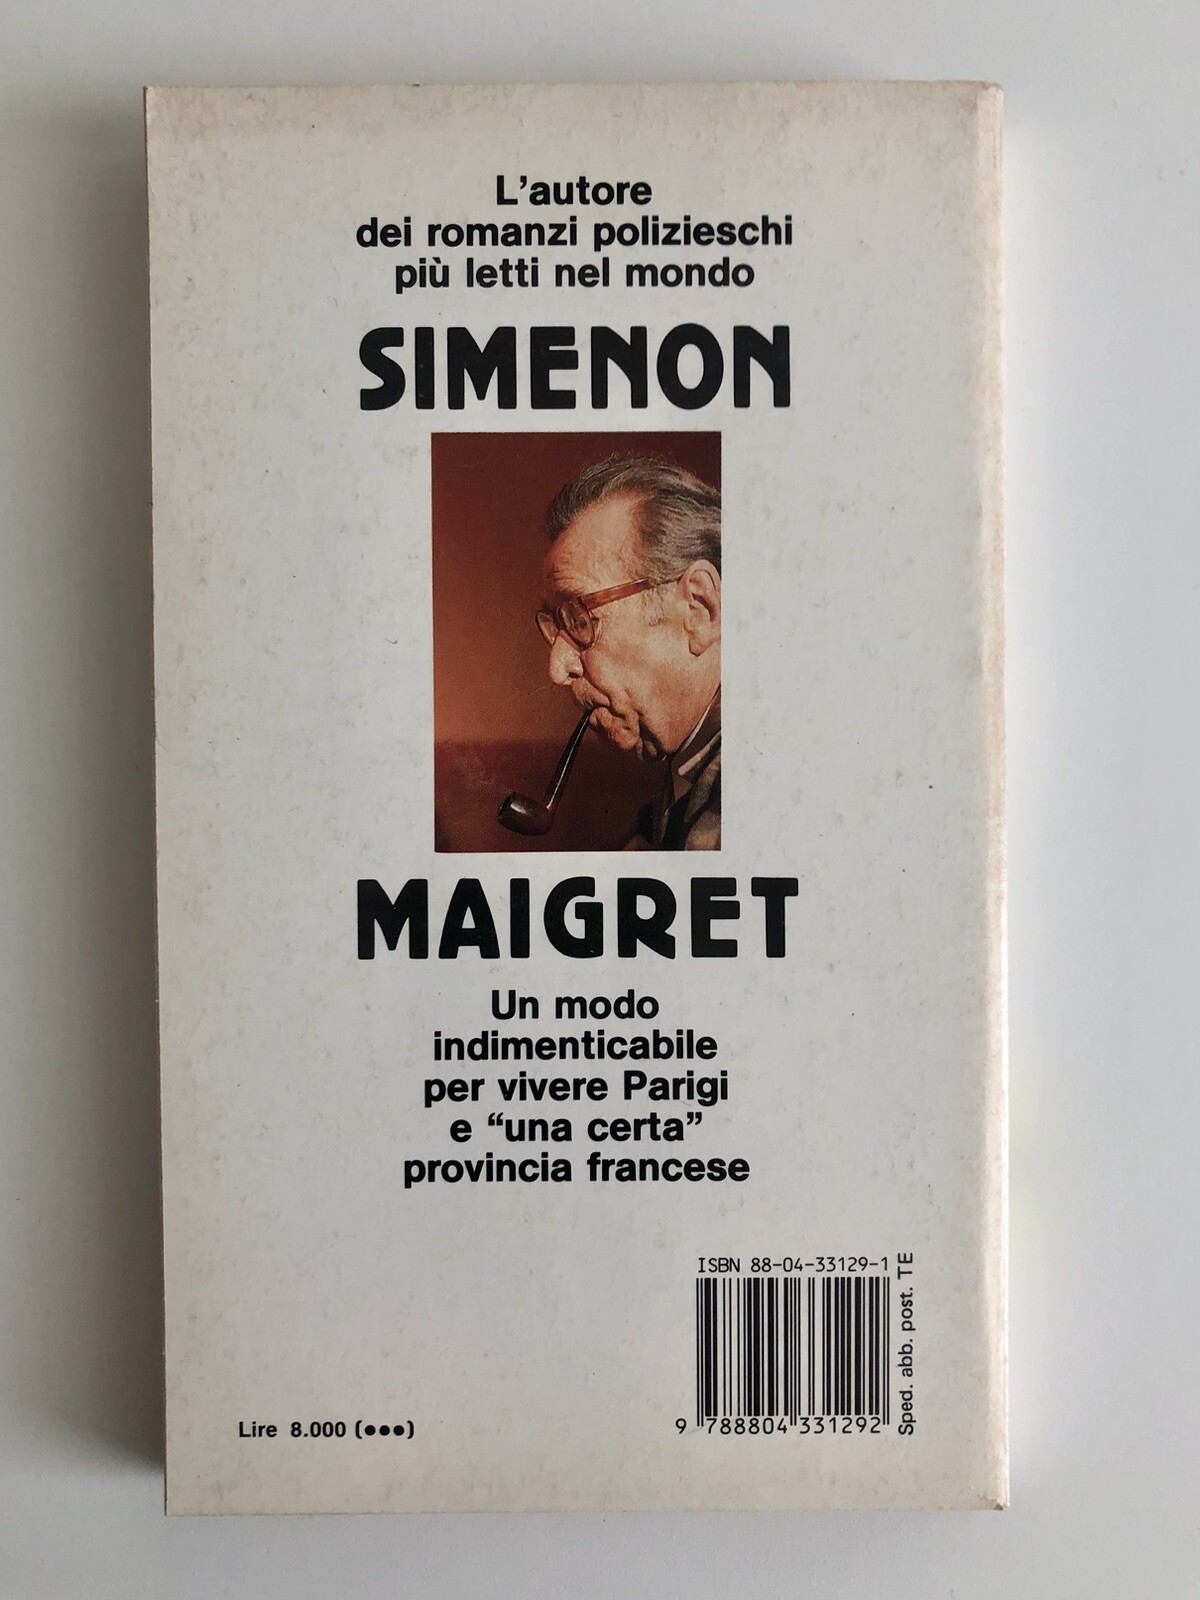 L'autore
dei romanzi polizieschi
più letti nel mondo
SIMENON
MAIGRET
Un modo
indimenticabile
per vivere Parigi
e “una certa”
provincia francese
ISBN 88-04-33129-1
9 788804 331292
Sped. abb. post. TE
Lire 8.000 (●●●)